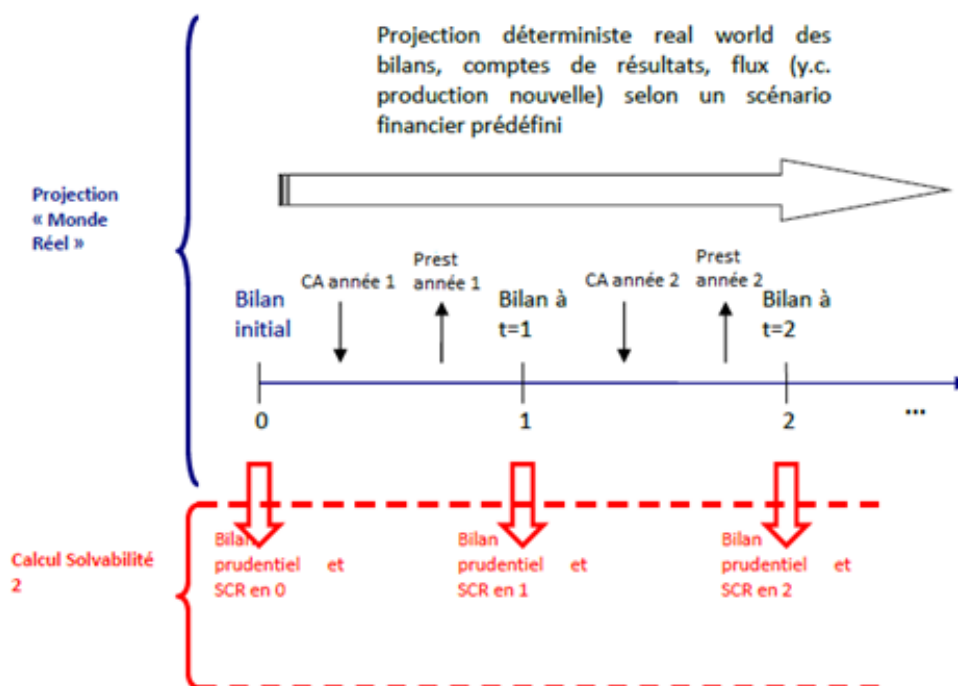 Projection déterministe real world des
bilans, comptes de résultats, flux (y.c.
production nouvelle) selon un scénario
financier prédéfini
Projection
« Monde
Réel »
CA année 1
Prest
année 1
CA année 2
Prest
année 2
Bilan
initial
Bilan à
t=1
Bilan à
t=2
0
1
2
...
Calcul Solvabilité
2
Bilan
prudentiel et
SCR en 0
Bilan
prudentiel et
SCR en 1
Bilan
prudentiel et
SCR en 2